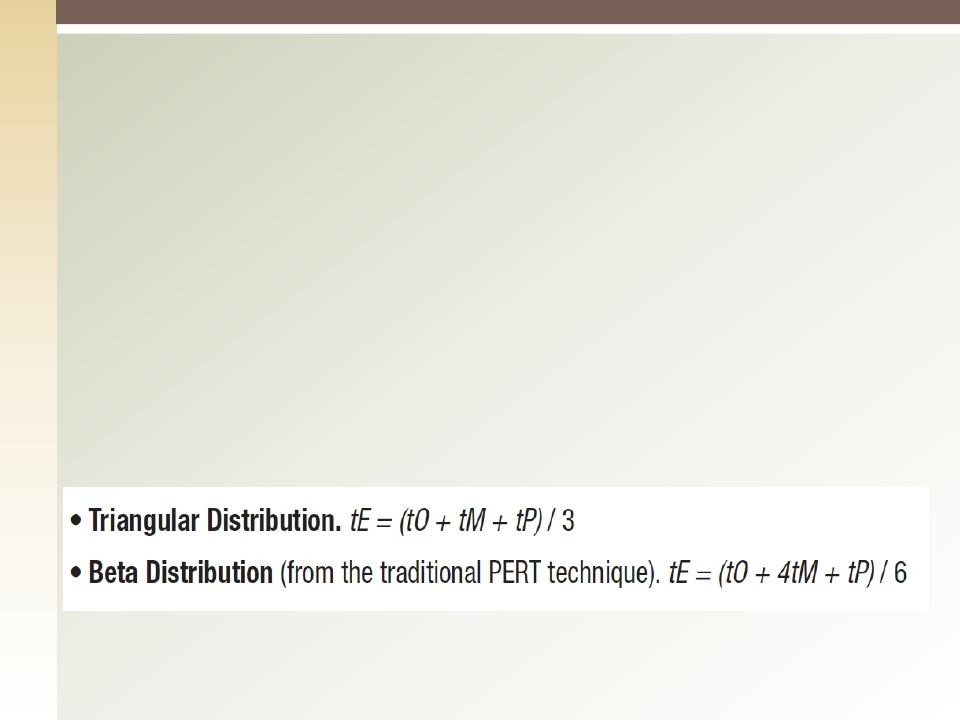 • Triangular Distribution. tE = (tO + tM + tP) / 3
• Beta Distribution (from the traditional PERT technique). tE = (tO + 4tM + tP) / 6